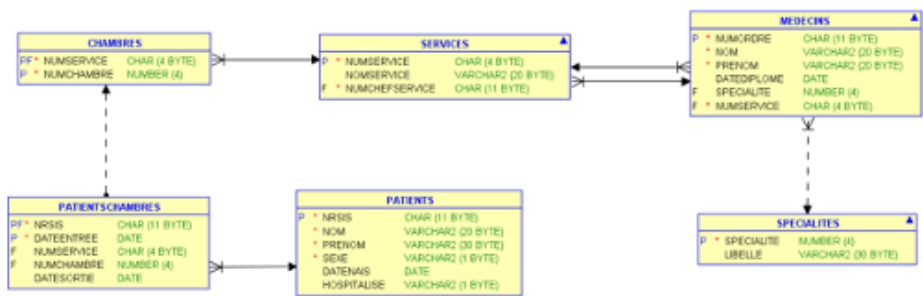 CHAMBRES
PF* NUMSERVICE CHAR (4 BYTE)
P * NUMCHAMBRE NUMBER (4)
SERVICES
P * NUMSERVICE CHAR (4 BYTE)
NOMSERVICE VARCHAR2 (20 BYTE)
F * NUMCHEFSERVICE CHAR (11 BYTE)
MEDECINS
P * NUMORDRE CHAR (11 BYTE)
* NOM VARCHAR2 (20 BYTE)
* PRENOM VARCHAR2 (20 BYTE)
DATEDIPLOME DATE
F SPECIALITE NUMBER (4)
F * NUMSERVICE CHAR (4 BYTE)
PATIENTSCHAMBRES
PF* NRSIS CHAR (11 BYTE)
P * DATEENTREE DATE
F NUMSERVICE CHAR (4 BYTE)
F NUMCHAMBRE NUMBER (4)
DATESORTIE DATE
PATIENTS
P * NRSIS CHAR (11 BYTE)
* NOM VARCHAR2 (20 BYTE)
* PRENOM VARCHAR2 (30 BYTE)
* SEXE VARCHAR2 (1 BYTE)
DATENAIS DATE
HOSPITALISE VARCHAR2 (1 BYTE)
SPECIALITES
P * SPECIALITE NUMBER (4)
LIBELLE VARCHAR2 (30 BYTE)